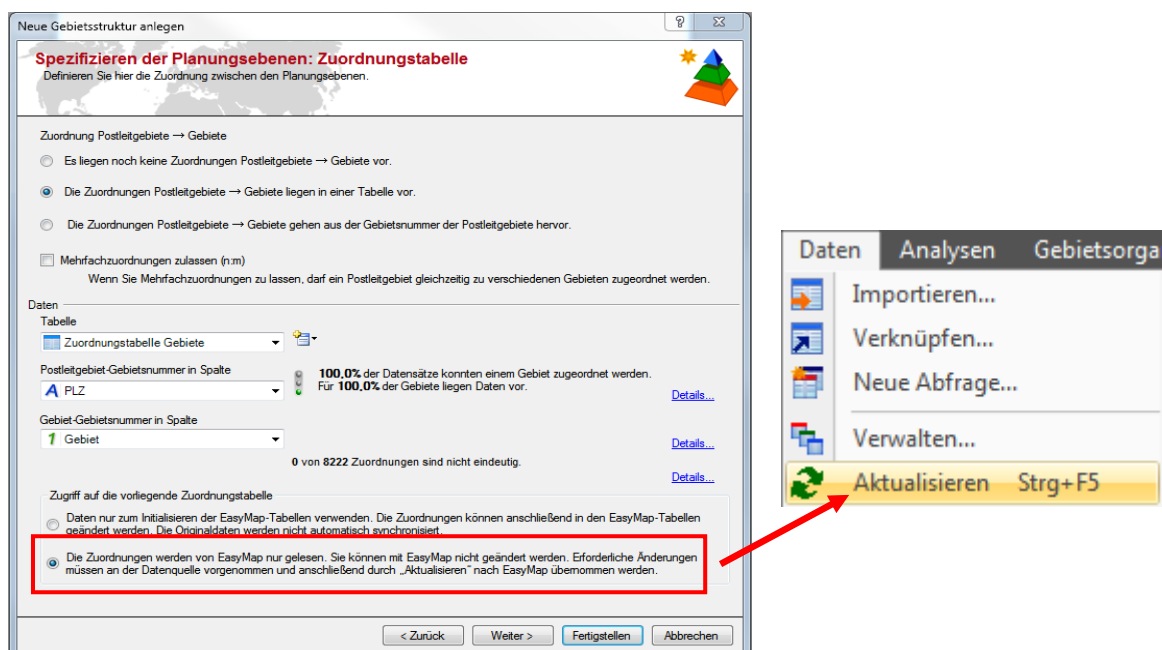 Neue Gebietsstruktur anlegen
Spezifizieren der Planungsebenen: Zuordnungstabelle
Definieren Sie hier die Zuordnung zwischen den Planungsebenen.
Zuordnung Postleitgebiete → Gebiete
Es liegen noch keine Zuordnungen Postleitgebiete → Gebiete vor.
Die Zuordnungen Postleitgebiete → Gebiete liegen in einer Tabelle vor.
Die Zuordnungen Postleitgebiete → Gebiete gehen aus der Gebietsnummer der Postleitgebiete hervor.
Mehrfachzuordnungen zulassen (n:m)
Wenn Sie Mehrfachzuordnungen zu lassen, darf ein Postleitgebiet gleichzeitig zu verschiedenen Gebieten zugeordnet werden.
Daten
Tabelle
Zuordnungstabelle Gebiete
Postleitgebiet-Gebietsnummer in Spalte
A PLZ
100,0% der Datensätze konnten einem Gebiet zugeordnet werden.
Für 100,0% der Gebiete liegen Daten vor.
Details...
Gebiet-Gebietsnummer in Spalte
1 Gebiet
Details...
0 von 8222 Zuordnungen sind nicht eindeutig.
Details...
Zugriff auf die vorliegende Zuordnungstabelle
Daten nur zum Initialisieren der EasyMap-Tabellen verwenden. Die Zuordnungen können anschließend in den EasyMap-Tabellen
geändert werden. Die Originaldaten werden nicht automatisch synchronisiert.
Die Zuordnungen werden von EasyMap nur gelesen. Sie können mit EasyMap nicht geändert werden. Erforderliche Änderungen
müssen an der Datenquelle vorgenommen und anschließend durch „Aktualisieren“ nach EasyMap übernommen werden.
< Zurück Weiter > Fertigstellen Abbrechen
Daten Analysen Gebietsorga
Importieren...
Verknüpfen...
Neue Abfrage...
Verwalten...
Aktualisieren Strg+F5